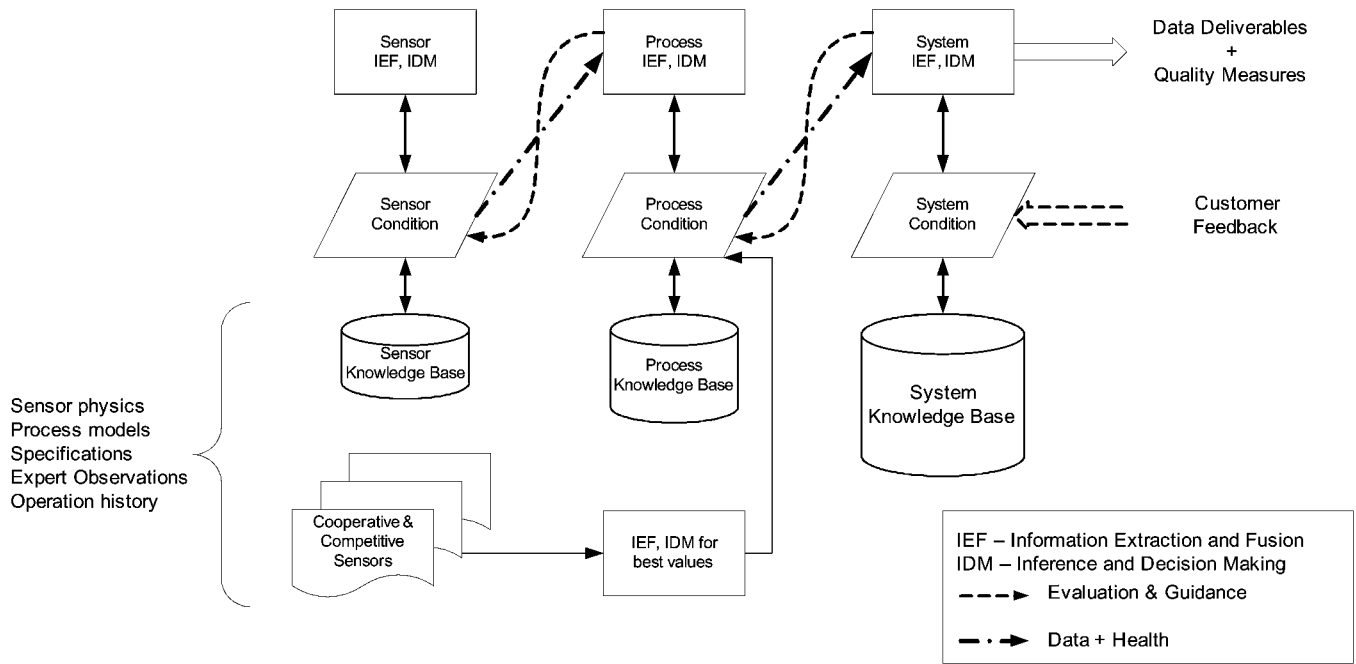 Sensor
IEF, IDM
Process
IEF, IDM
System
IEF, IDM
Data Deliverables
+
Quality Measures
Sensor
Condition
Process
Condition
System
Condition
Customer
Feedback
Sensor
Knowledge Base
Process
Knowledge Base
System
Knowledge Base
Sensor physics
Process models
Specifications
Expert Observations
Operation history
Cooperative &
Competitive
Sensors
IEF, IDM for
best values
IEF – Information Extraction and Fusion
IDM – Inference and Decision Making
Evaluation & Guidance
Data + Health